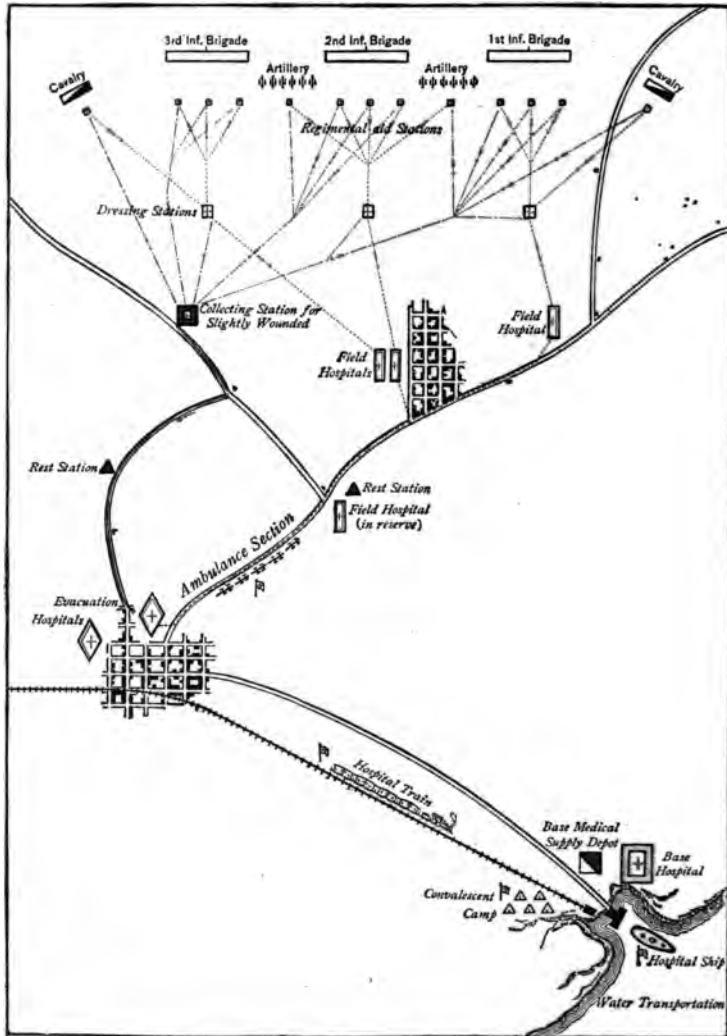 3rd Inf. Brigade
2nd Inf. Brigade
1st Inf. Brigade
Cavalry
Artillery
Artillery
Cavalry
Regimental aid Stations
Dressing Stations
Collecting Station for
Slightly Wounded
Field
Hospital
Field
Hospitals
Rest Station
Rest Station
Field Hospital
(in reserve)
Ambulance Section
Evacuation
Hospitals
Hospital Train
Base Medical
Supply Depot
Base
Hospital
Convalescent
Camp
Hospital Ship
Water Transportation